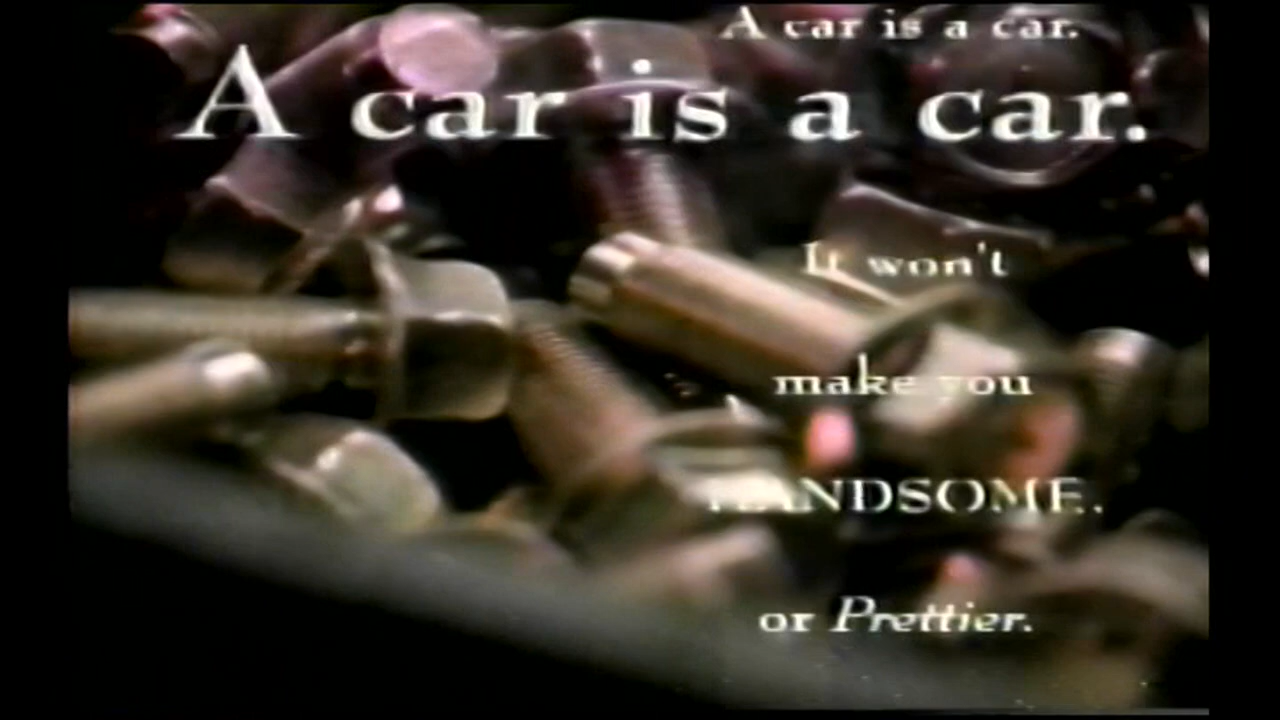 A car is a car.
A car is a car.
It won't
make you
HANDSOME.
or Prettier.